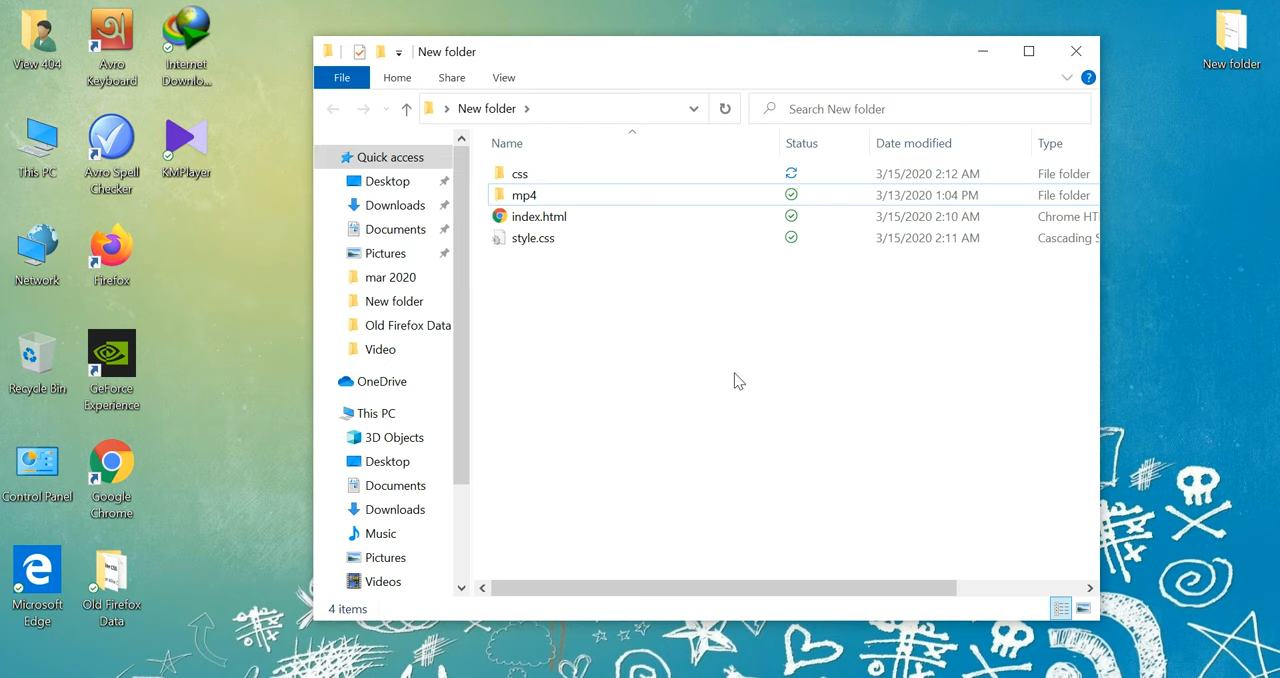 View 404
Avro
Keyboard
Internet
Downlo...
This PC
Avro Spell
Checker
KMPlayer
Network
Firefox
Recycle Bin
GeForce
Experience
Control Panel
Google
Chrome
Microsoft
Edge
Old Firefox
Data
New folder
New folder
File
Home
Share
View
New folder
Search New folder
Quick access
Desktop
Downloads
Documents
Pictures
mar 2020
New folder
Old Firefox Data
Video
OneDrive
This PC
3D Objects
Desktop
Documents
Downloads
Music
Pictures
Videos
Name Status Date modified Type
css 3/15/2020 2:12 AM File folder
mp4 3/13/2020 1:04 PM File folder
index.html 3/15/2020 2:10 AM Chrome HT
style.css 3/15/2020 2:11 AM Cascading S
4 items